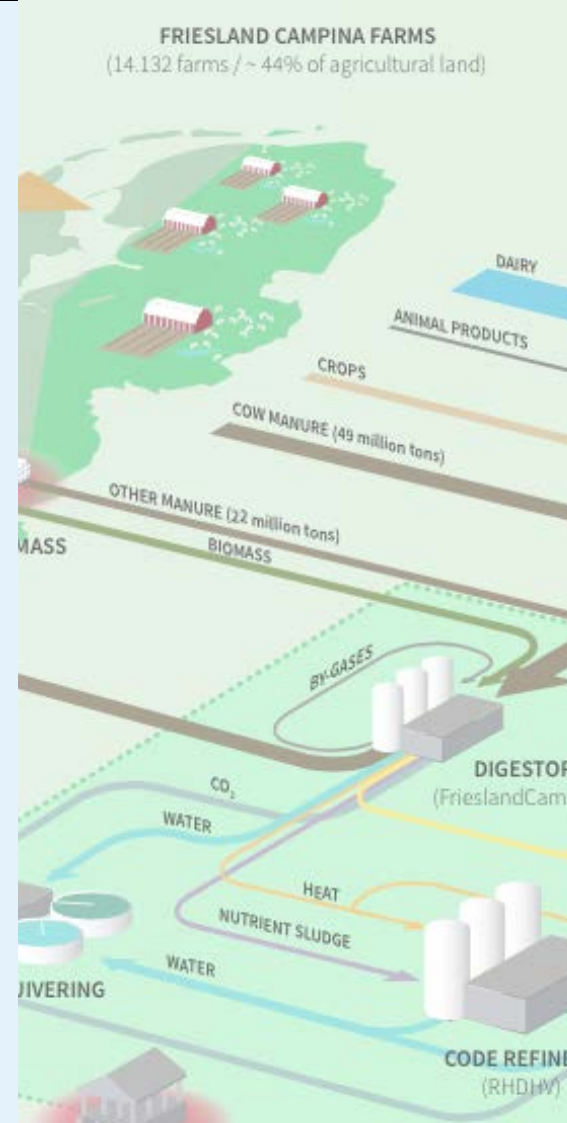 FRIESLAND CAMPINA FARMS
(14.132 farms / ~ 44% of agricultural land)
DAIRY
ANIMAL PRODUCTS
CROPS
COW MANURE (49 million tons)
OTHER MANURE (22 million tons)
MASS
BIOMASS
BY-GASES
DIGESTOR
(FrieslandCam
CO₂
WATER
HEAT
NUTRIENT SLUDGE
WATER
UIVERING
CODE REFINE
(RHDHV)